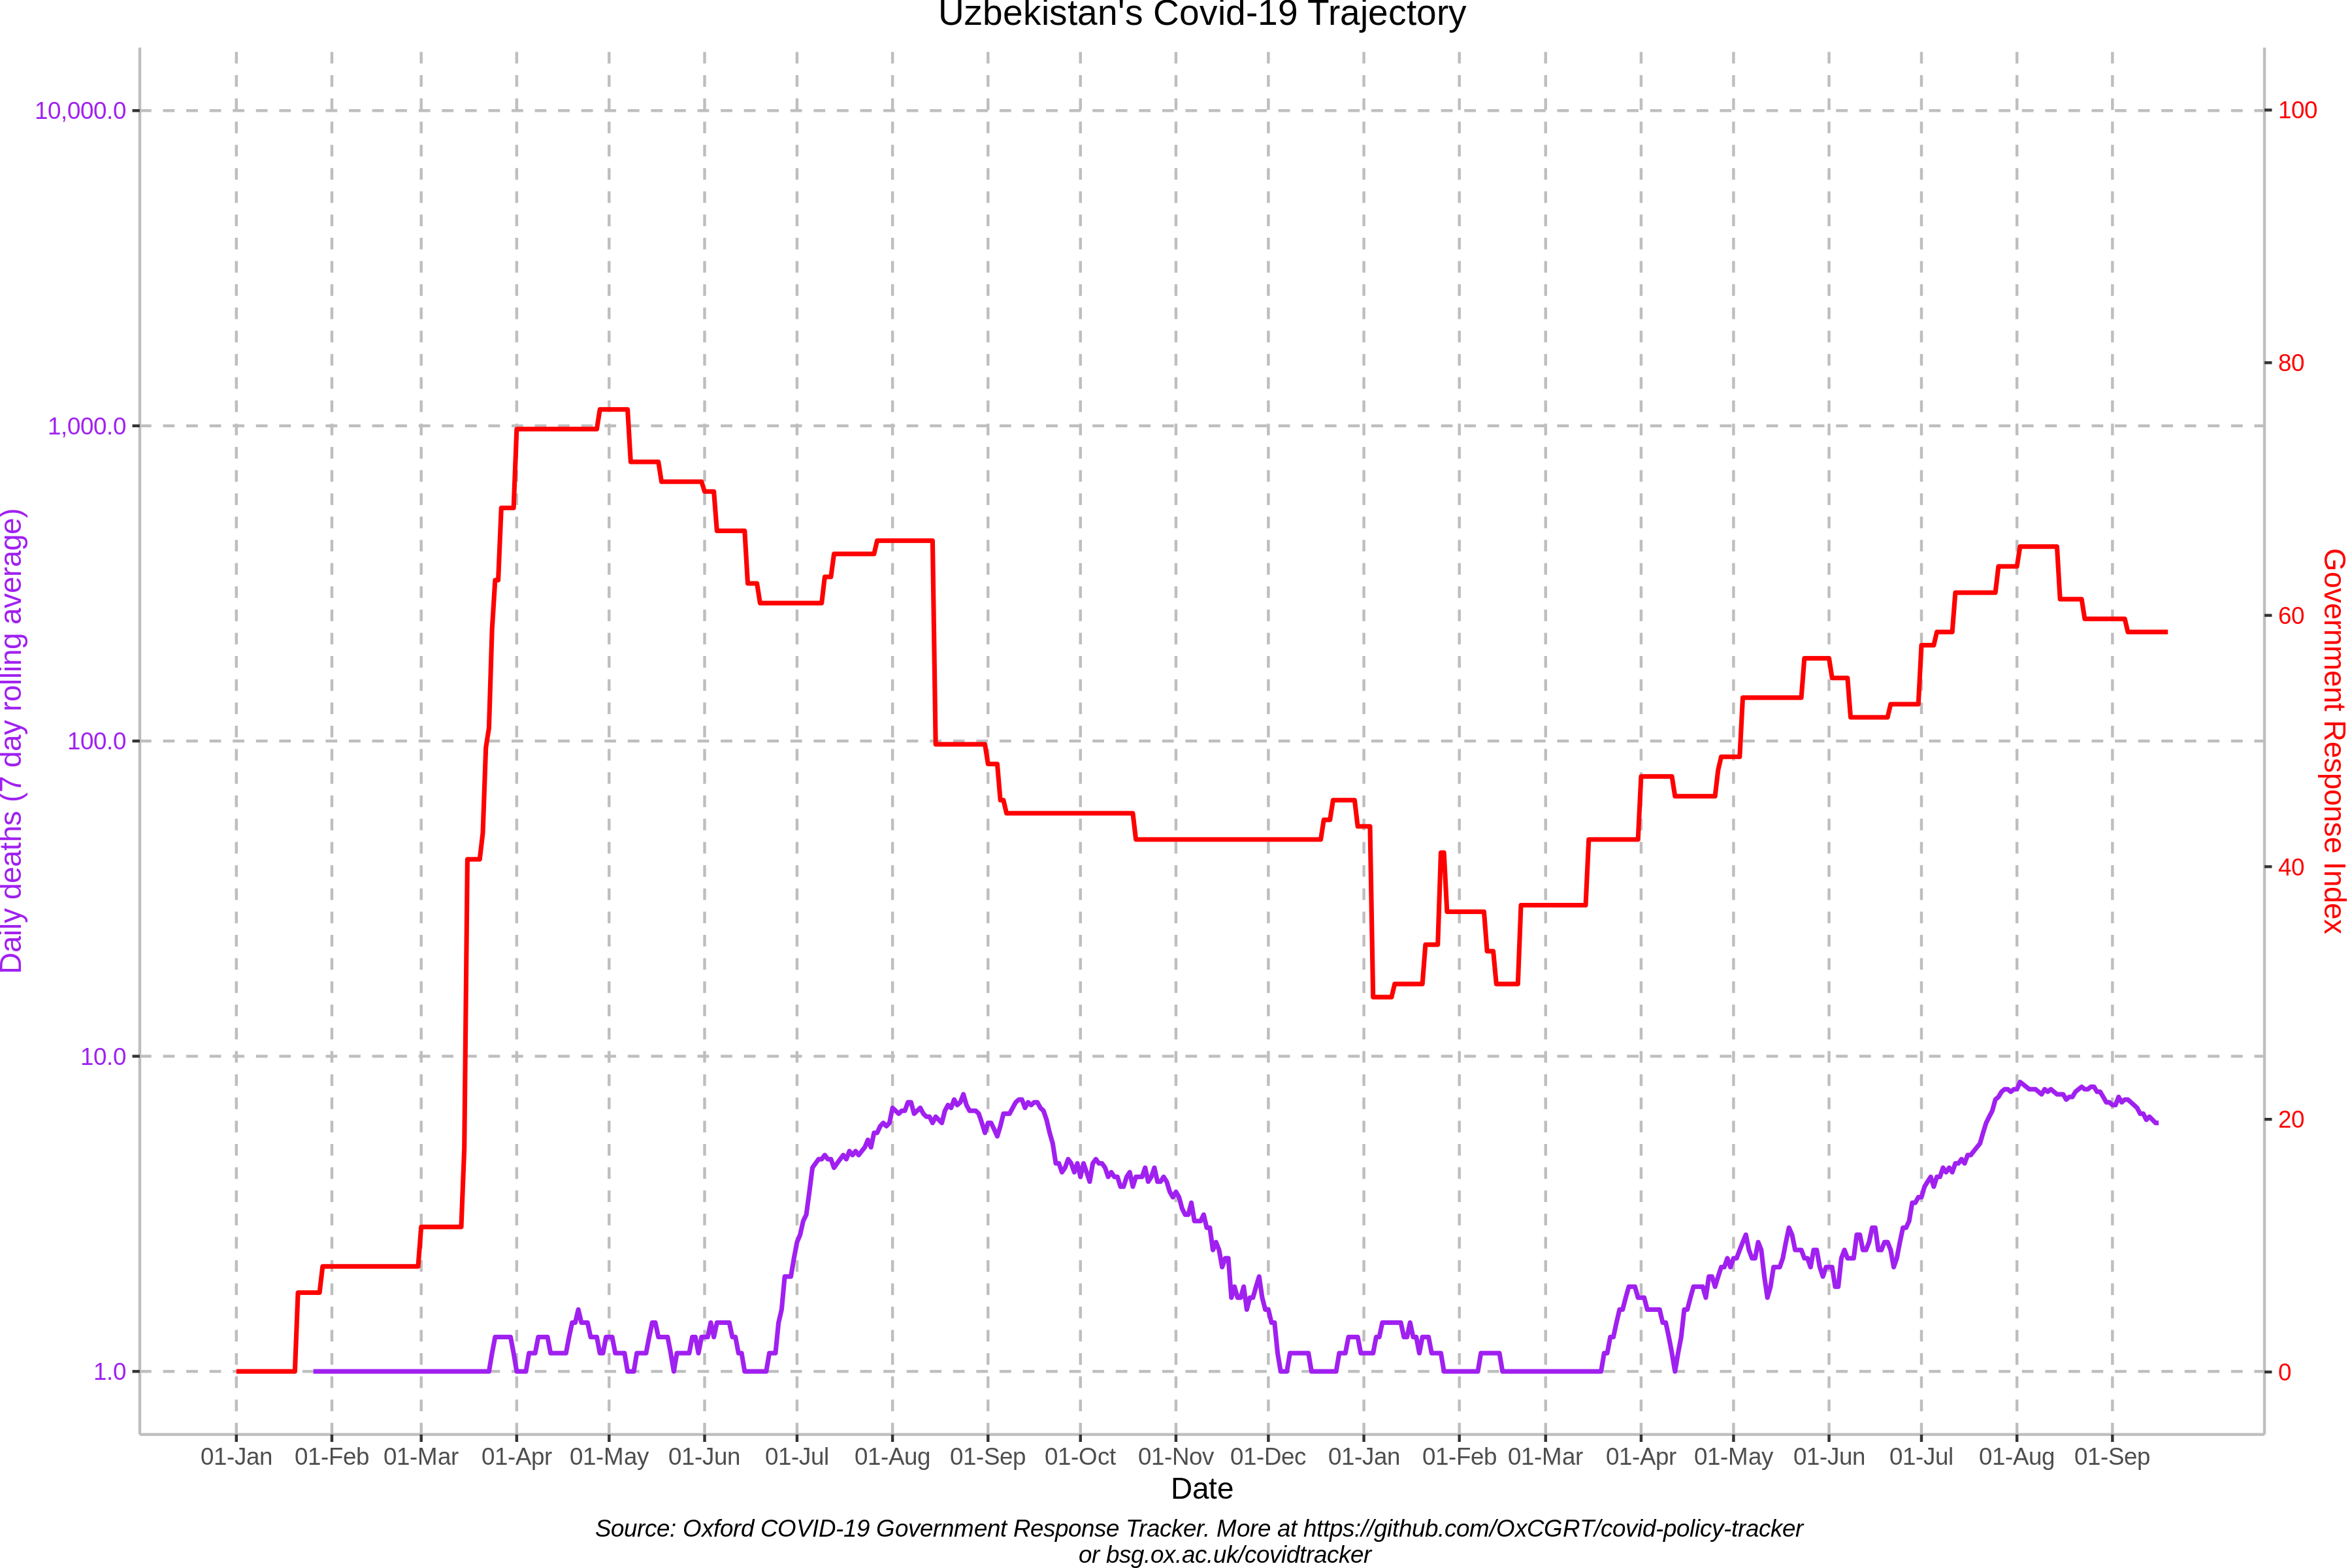 Uzbekistan's Covid-19 Trajectory
10,000.0
1,000.0
100.0
10.0
1.0
Daily deaths (7 day rolling average)
100
80
60
40
20
0
Government Response Index
01-Jan 01-Feb 01-Mar 01-Apr 01-May 01-Jun 01-Jul 01-Aug 01-Sep 01-Oct 01-Nov 01-Dec 01-Jan 01-Feb 01-Mar 01-Apr 01-May 01-Jun 01-Jul 01-Aug 01-Sep
Date
Source: Oxford COVID-19 Government Response Tracker. More at https://github.com/OxCGRT/covid-policy-tracker
or bsg.ox.ac.uk/covidtracker